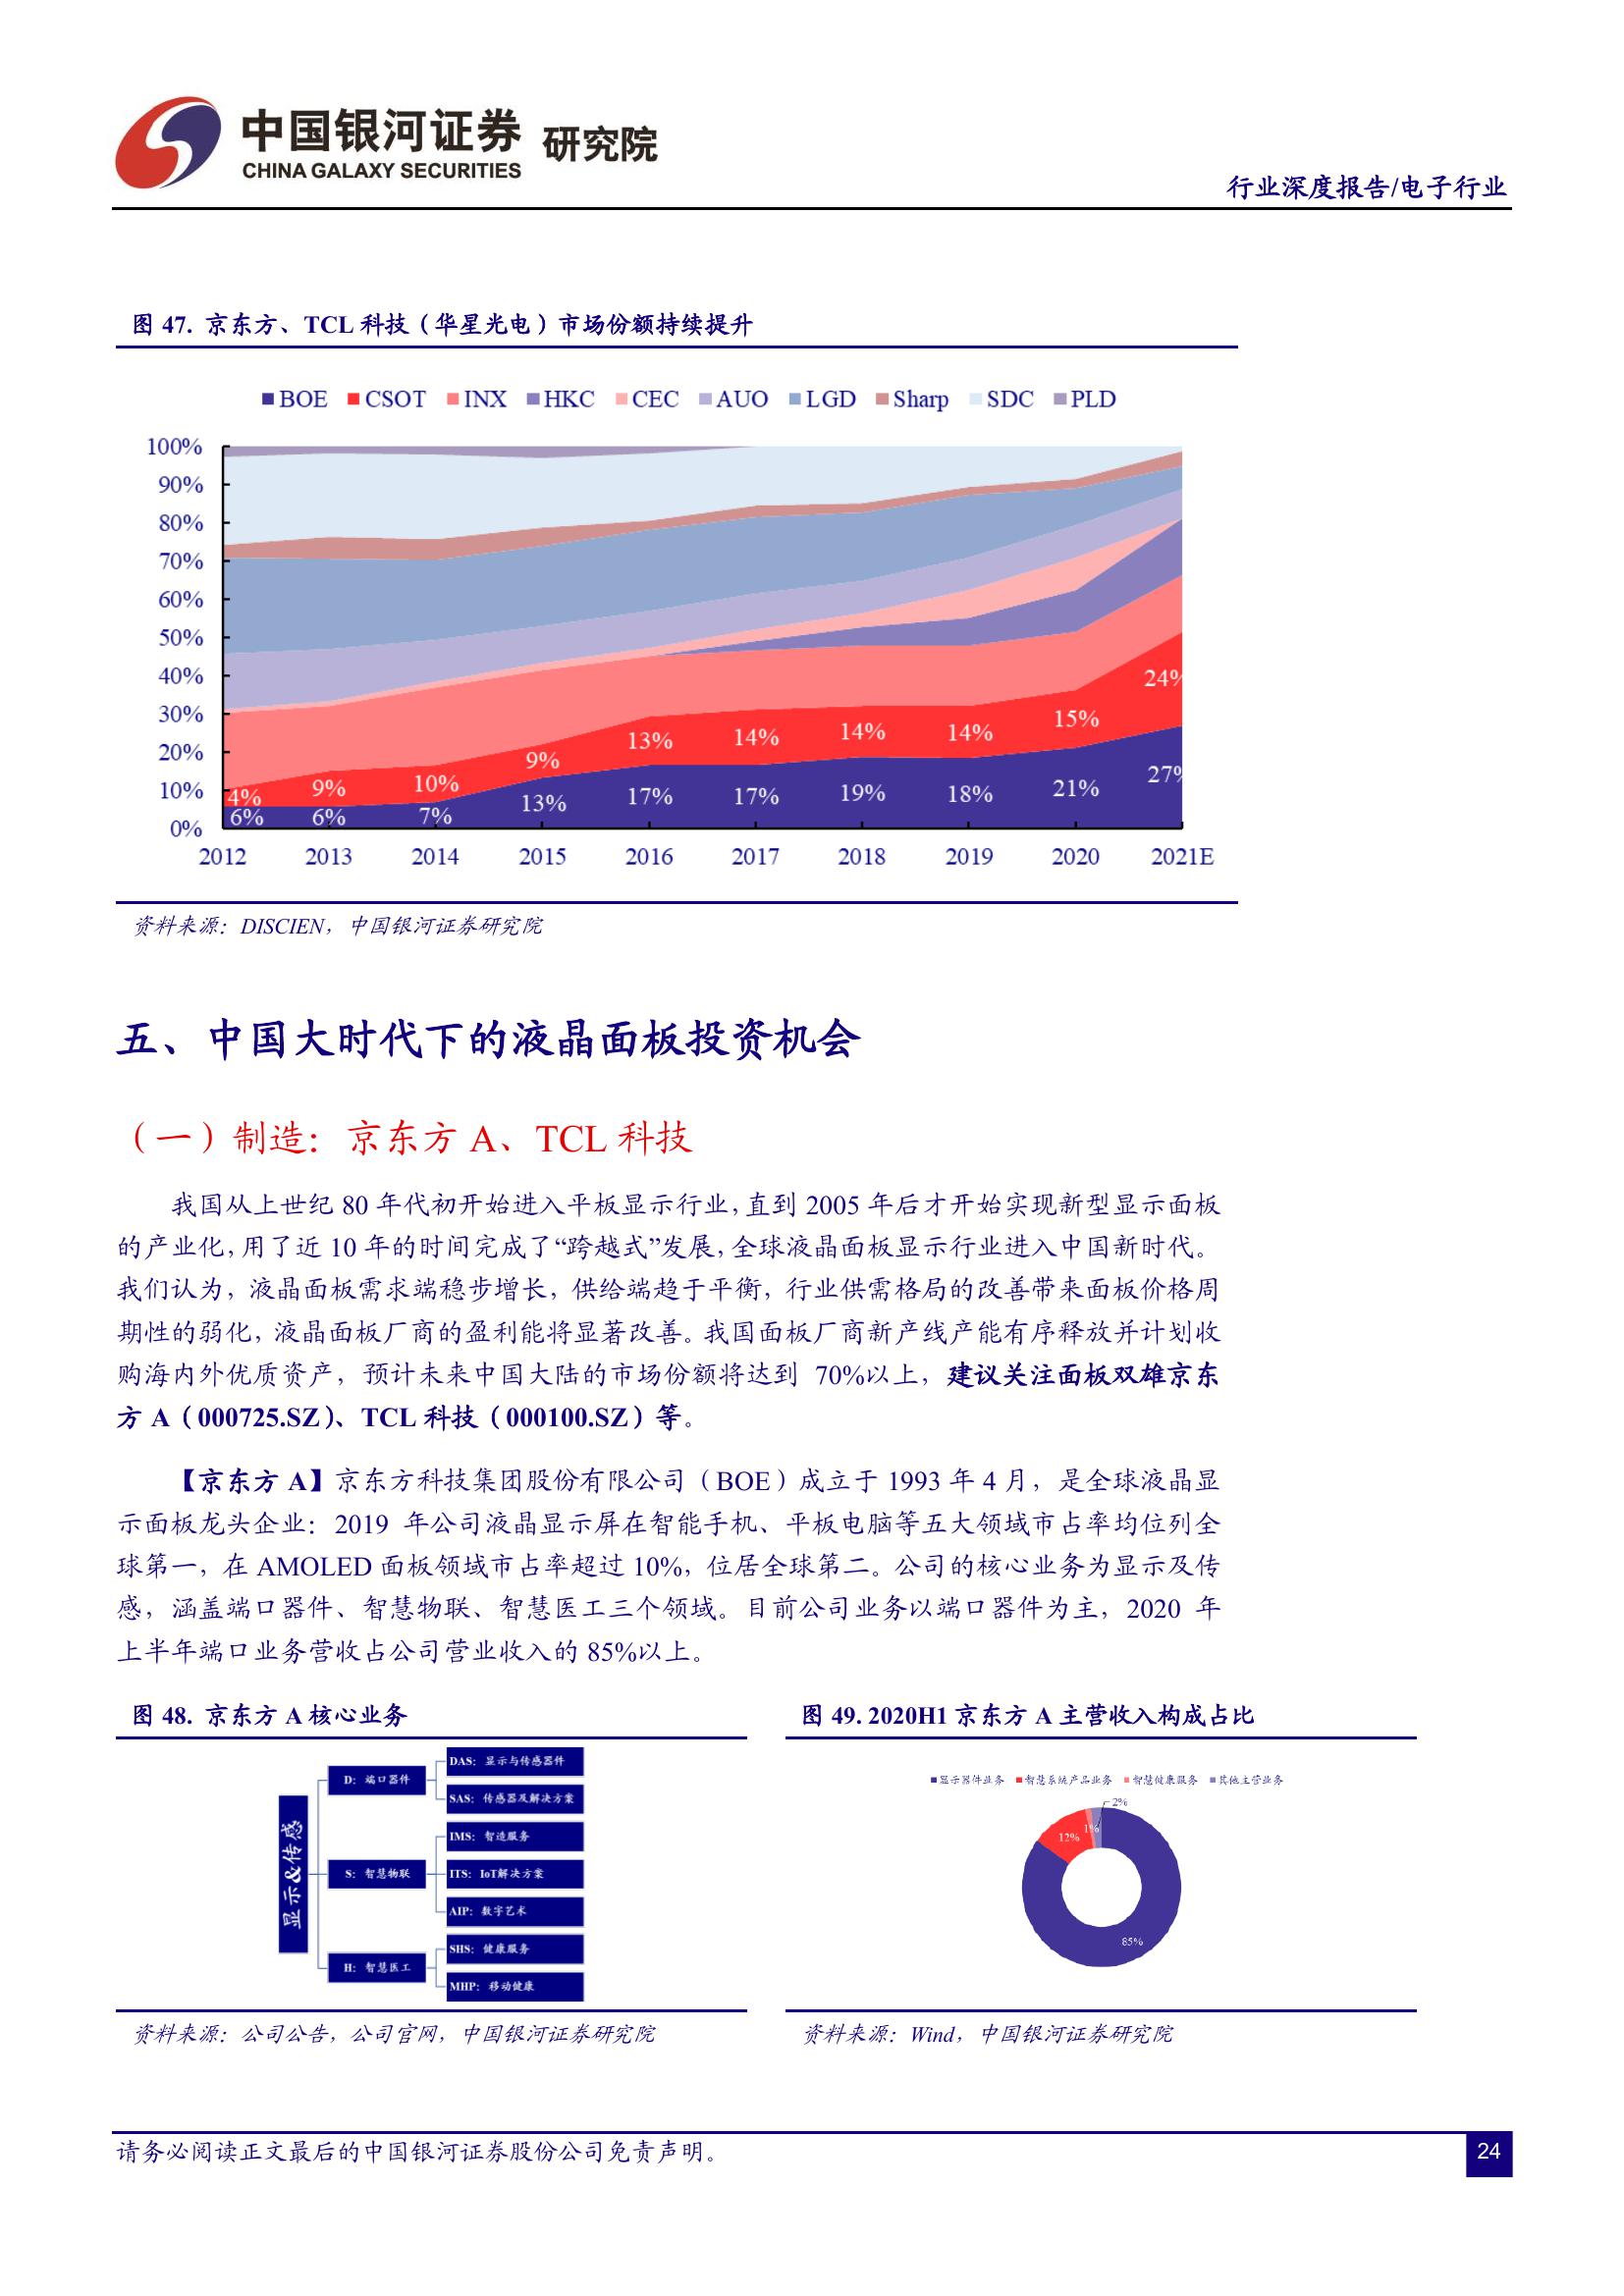 中国银河证券 研究院
CHINA GALAXY SECURITIES
行业深度报告/电子行业
图 47. 京东方、TCL 科技（华星光电）市场份额持续提升
BOE CSOT INX HKC CEC AUO LGD Sharp SDC PLD
100%
90%
80%
70%
60%
50%
40%
30%
20%
10%
0%
4% 9% 10% 9% 13% 14% 14% 14% 15% 24%
6% 6% 7% 13% 17% 17% 19% 18% 21% 27%
2012 2013 2014 2015 2016 2017 2018 2019 2020 2021E
资料来源：DISCIEN，中国银河证券研究院
五、中国大时代下的液晶面板投资机会
（一）制造：京东方 A、TCL 科技
我国从上世纪 80 年代初开始进入平板显示行业，直到 2005 年后才开始实现新型显示面板
的产业化，用了近 10 年的时间完成了“跨越式”发展，全球液晶面板显示行业进入中国新时代。
我们认为，液晶面板需求端稳步增长，供给端趋于平衡，行业供需格局的改善带来面板价格周
期性的弱化，液晶面板厂商的盈利能将显著改善。我国面板厂商新产线产能有序释放并计划收
购海内外优质资产，预计未来中国大陆的市场份额将达到 70%以上，建议关注面板双雄京东
方 A（000725.SZ）、TCL 科技（000100.SZ）等。
【京东方 A】京东方科技集团股份有限公司（BOE）成立于 1993 年 4 月，是全球液晶显
示面板龙头企业：2019 年公司液晶显示屏在智能手机、平板电脑等五大领域市占率均位列全
球第一，在 AMOLED 面板领域市占率超过 10%，位居全球第二。公司的核心业务为显示及传
感，涵盖端口器件、智慧物联、智慧医工三个领域。目前公司业务以端口器件为主，2020 年
上半年端口业务营收占公司营业收入的 85%以上。
图 48. 京东方 A 核心业务
显示&传感
D：端口器件
DAS：显示与传感器件
SAS：传感器及解决方案
S：智慧物联
IMS：智造服务
ITS：IoT解决方案
AIP：数字艺术
H：智慧医工
SHS：健康服务
MHP：移动健康
资料来源：公司公告，公司官网，中国银河证券研究院
图 49. 2020H1 京东方 A 主营收入构成占比
显示器件业务 智慧系统产品业务 智慧健康服务 其他主营业务
2%
1%
12%
85%
资料来源：Wind，中国银河证券研究院
请务必阅读正文最后的中国银河证券股份公司免责声明。
24